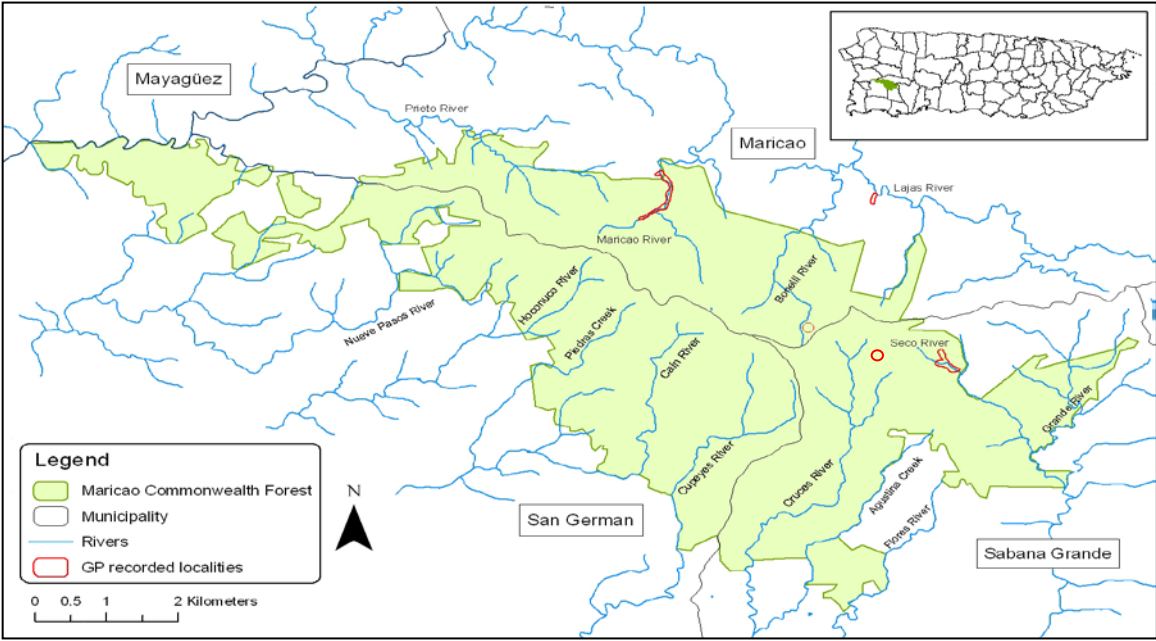 Mayagüez
Prieto River
Maricao
Lajas River
Maricao River
Bonelli River
Hoconuco River
Nueve Pasos River
Piedras Creek
Cain River
Seco River
Grande River
Cupeyes River
Cruces River
Agustina Creek
Flores River
San German
Sabana Grande
Legend
Maricao Commonwealth Forest
Municipality
Rivers
GP recorded localities
N
0 0.5 1 2 Kilometers